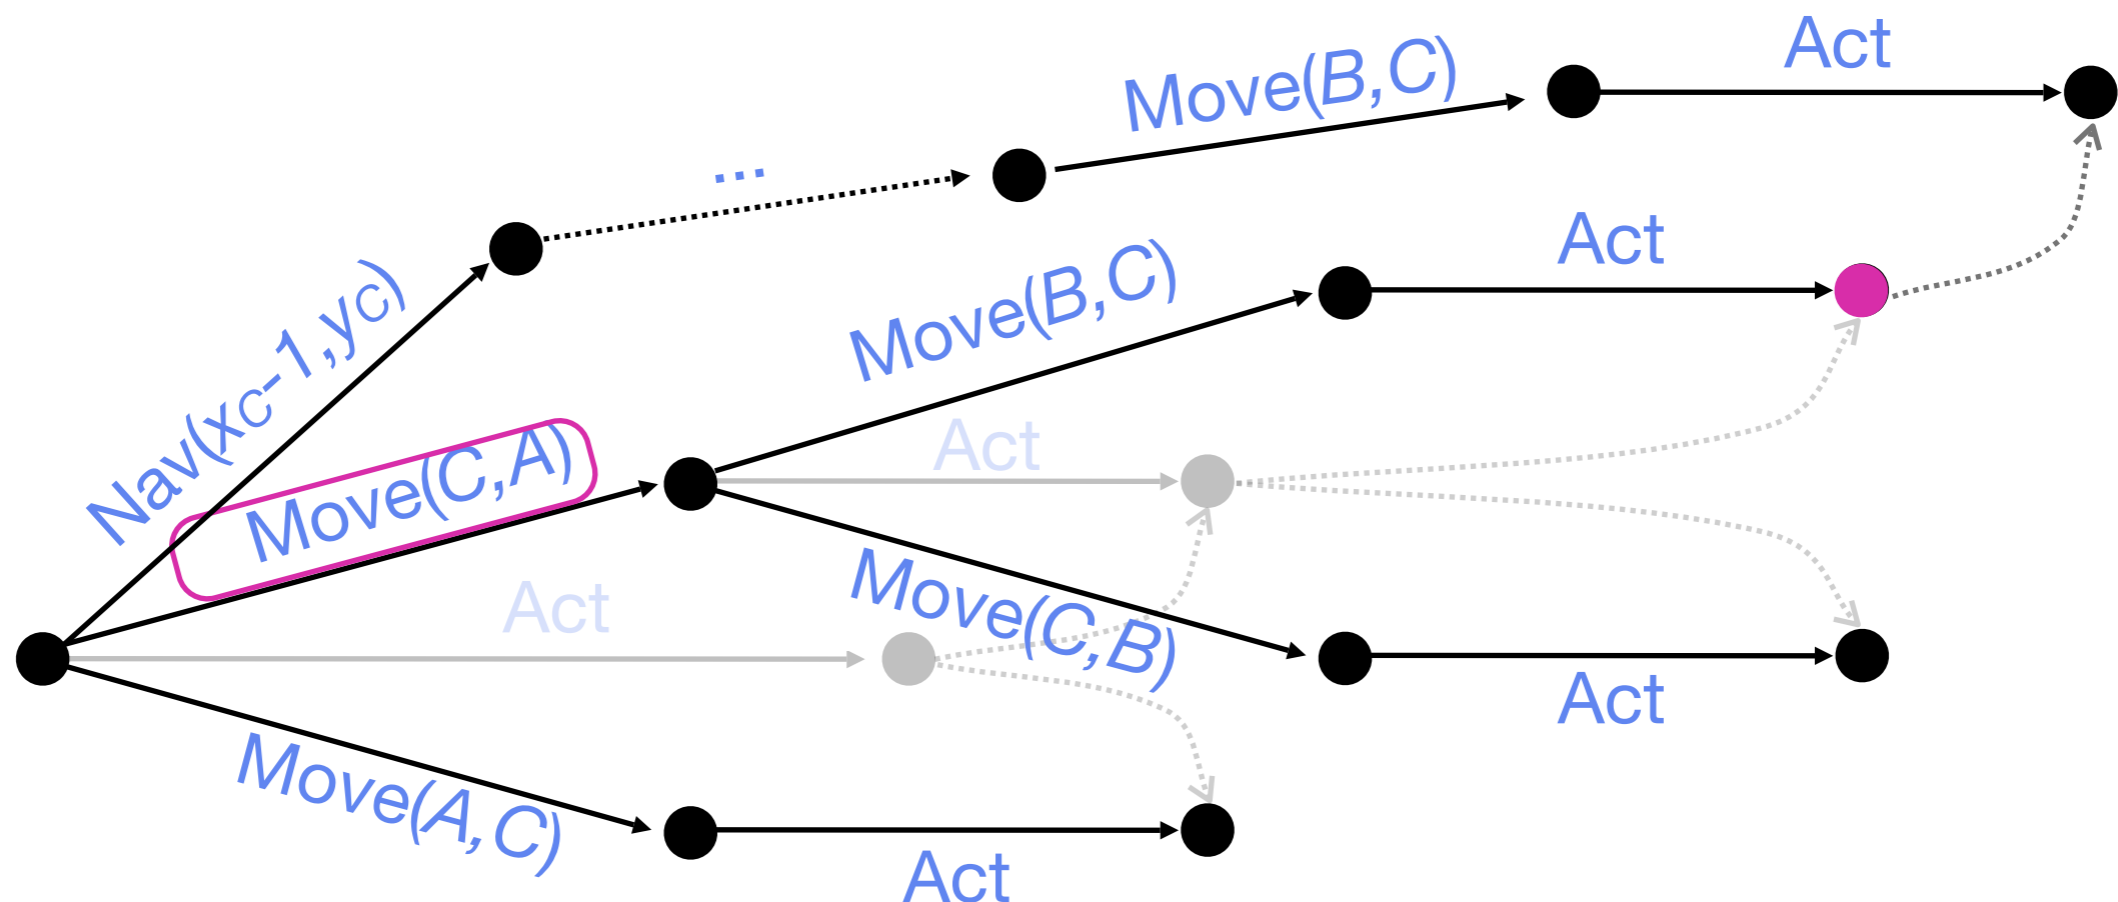 Act
Move(B,C)
...
Act
Move(B,C)
Nav(xC-1,yC)
Act
Move(C,A)
Act
Move(C,B)
Act
Move(A,C)
Act